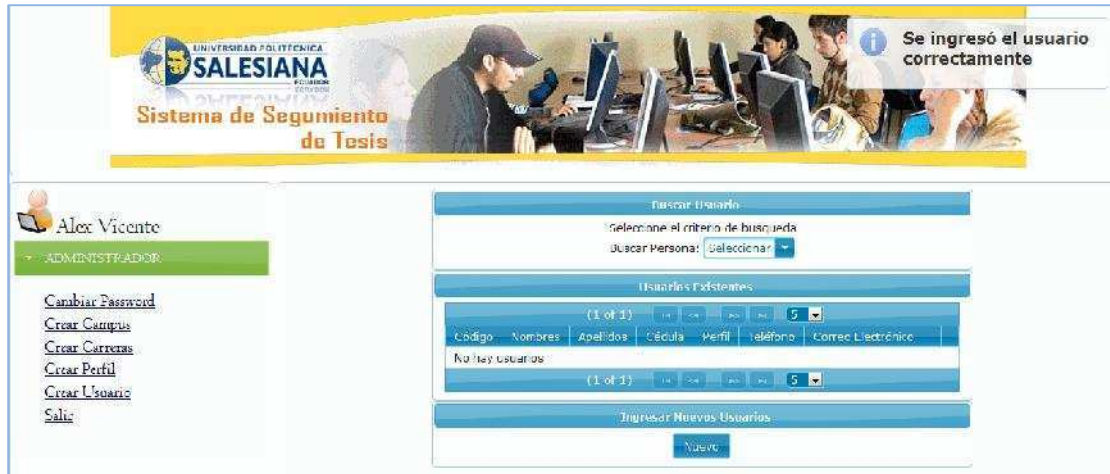 UNIVERSIDAD POLITÉCNICA
SALESIANA
ECUADOR
Sistema de Segumiento
de Tesis
Se ingresó el usuario
correctamente
Alex Vicente
ADMINISTRADOR
Cambiar Password
Crear Campus
Crear Carreras
Crear Perfil
Crear Usuario
Salir
Buscar Usuario
Seleccione el criterio de busqueda
Buscar Persona: Seleccionar
Usuarios Existentes
(1 of 1) 5
Código Nombres Apellidos Cédula Perfil Teléfono Correo Electrónico
No hay usuarios
(1 of 1) 5
Ingresar Nuevos Usuarios
Nuevo